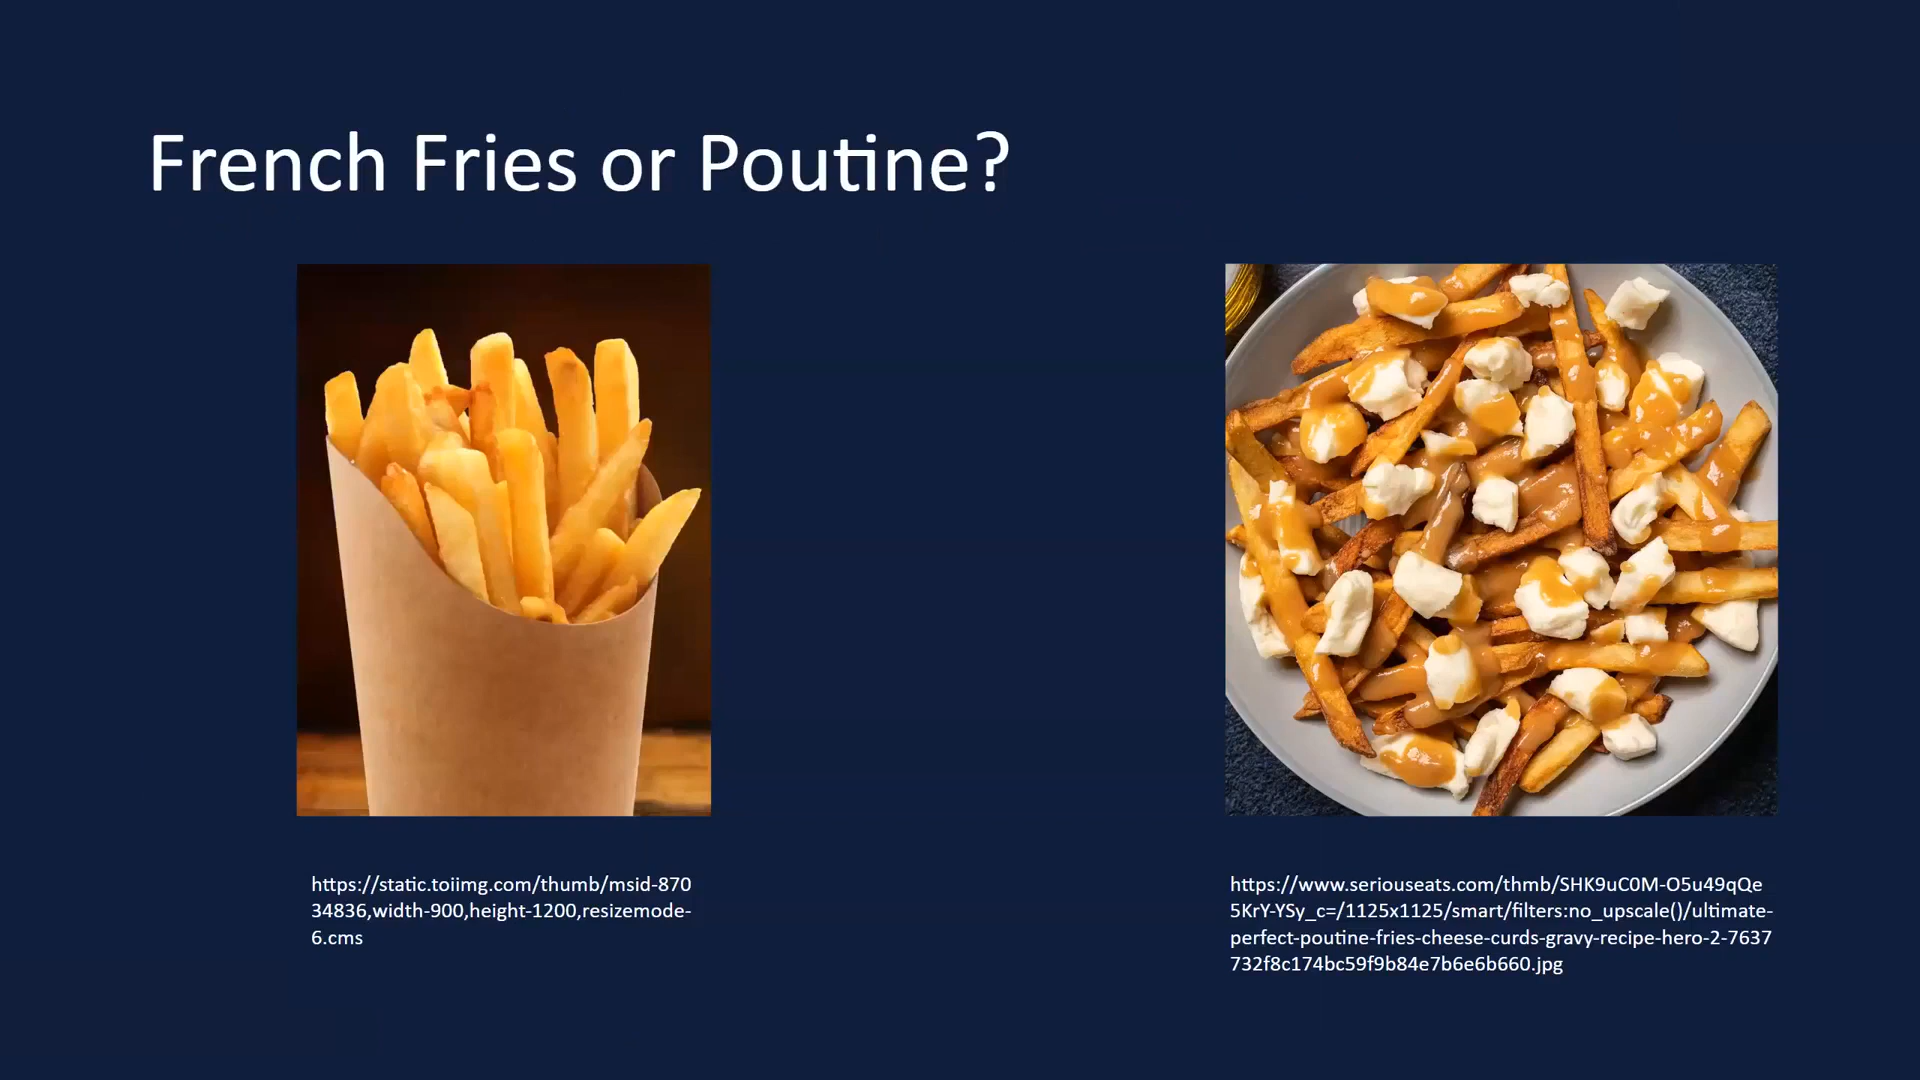 French Fries or Poutine?
https://static.toiimg.com/thumb/msid-870
34836,width-900,height-1200,resizemode-
6.cms
https://www.seriouseats.com/thmb/SHK9uC0M-O5u49qQe
5KrY-YSy_c=/1125x1125/smart/filters:no_upscale()/ultimate-
perfect-poutine-fries-cheese-curds-gravy-recipe-hero-2-7637
732f8c174bc59f9b84e7b6e6b660.jpg